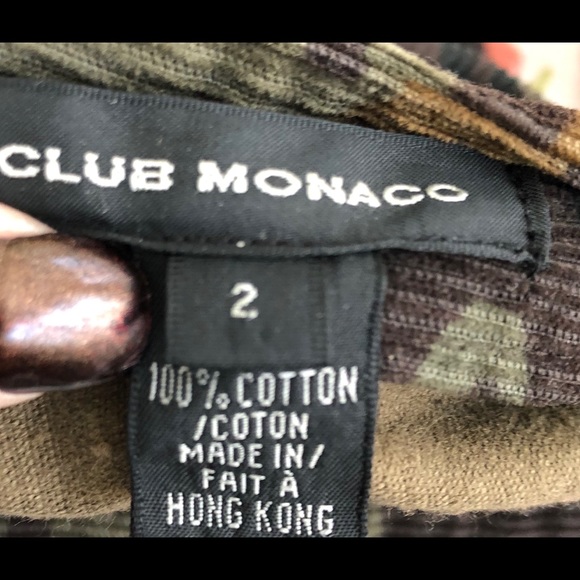 CLUB MONACO
2
100% COTTON
/COTON
MADE IN/
FAIT À
HONG KONG